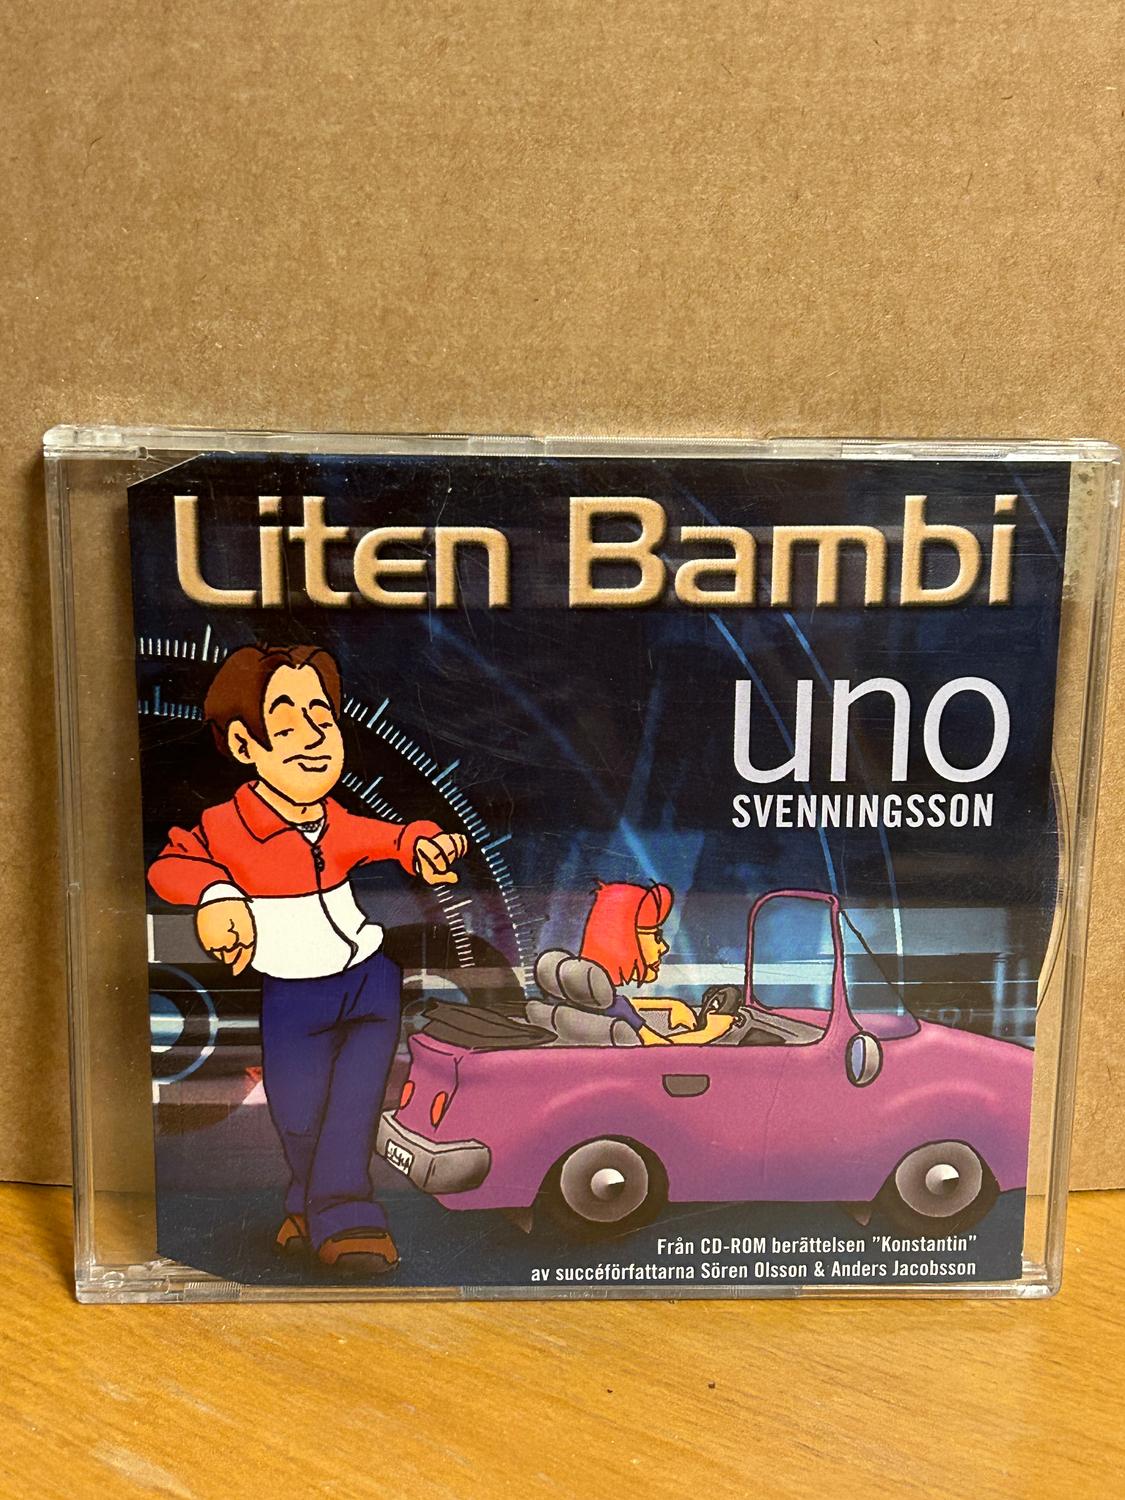 Liten Bambi
uno
SVENNINGSSON
Från CD-ROM berättelsen ”Konstantin”
av succéförfattarna Sören Olsson & Anders Jacobsson